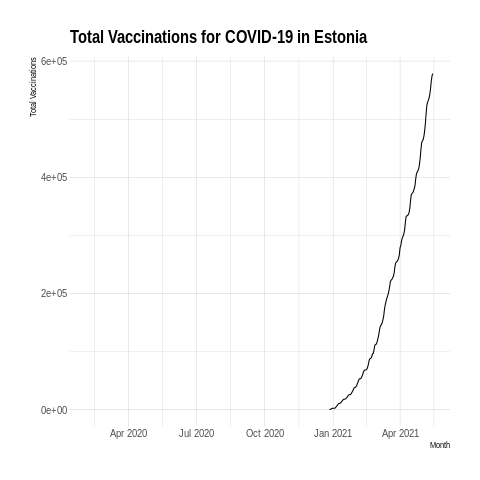 Total Vaccinations for COVID-19 in Estonia
Total Vaccinations
6e+05
4e+05
2e+05
0e+00
Apr 2020 Jul 2020 Oct 2020 Jan 2021 Apr 2021
Month